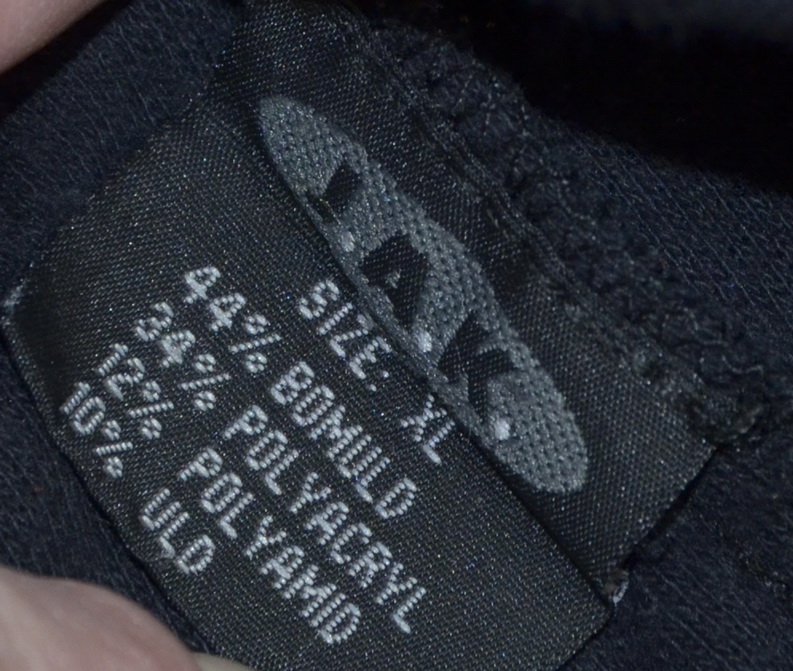 I.A.K.
SIZE: XL
44% BOMULD
34% POLYACRYL
12% POLYAMID
10% ULD